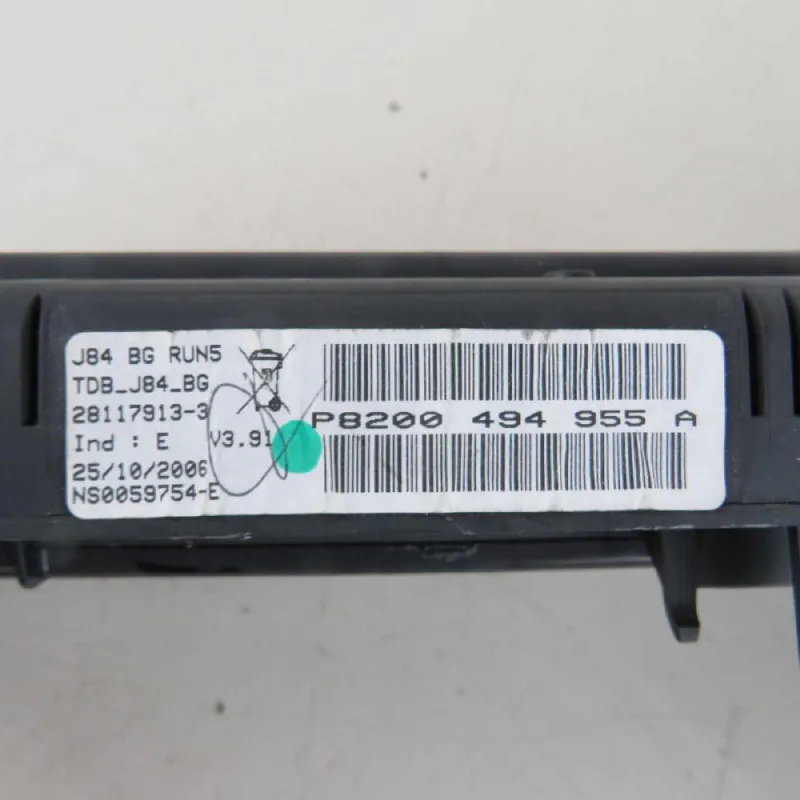 J84 BG RUN5
TDB_J84_BG
28117913-3
Ind : E V3.91
25/10/2006
NS0059754-E
P8200 494 955 A